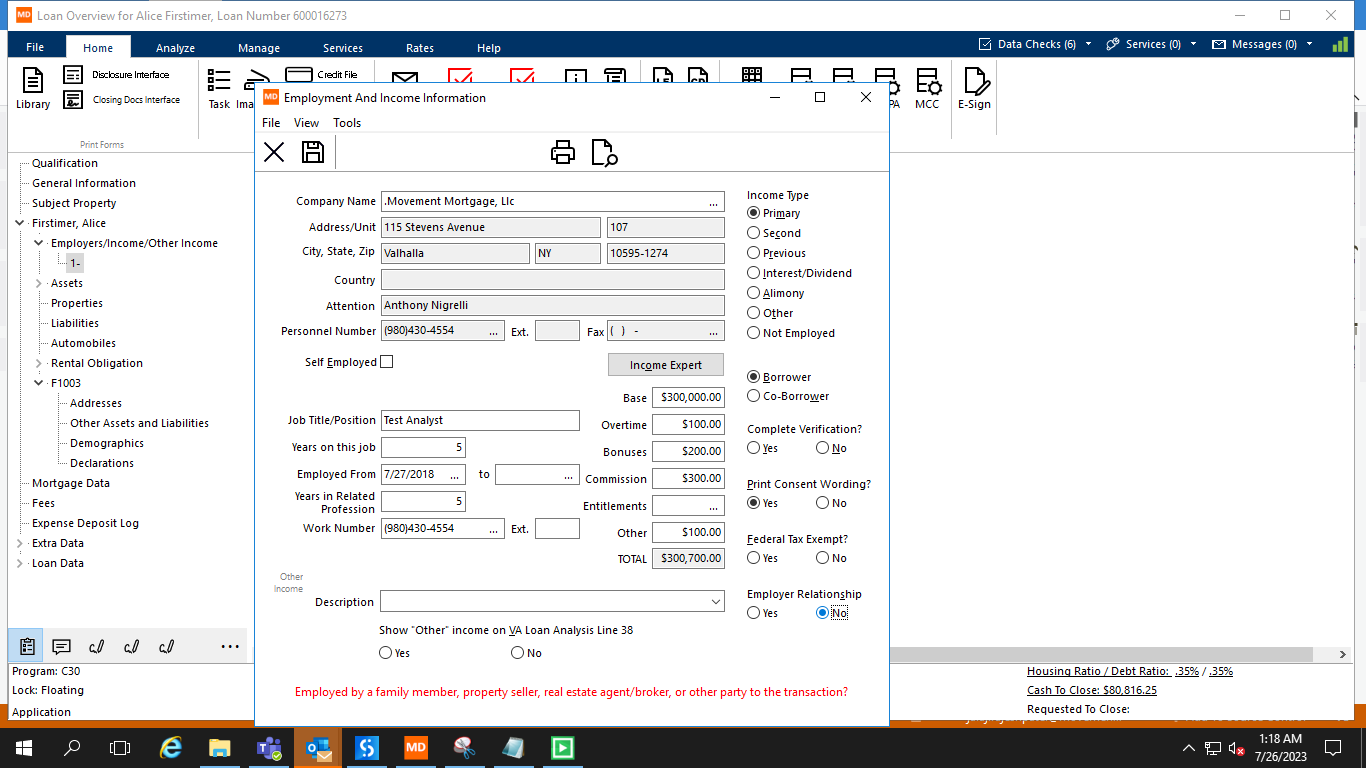 MD Loan Overview for Alice Firstimer, Loan Number 600016273
File Home Analyze Manage Services Rates Help
Data Checks (6) Services (0) Messages (0)
Library
Disclosure Interface
Closing Docs Interface
Print Forms
Task
Credit File
MCC
E-Sign
Qualification
General Information
Subject Property
Firstimer, Alice
Employers/Income/Other Income
1-
Assets
Properties
Liabilities
Automobiles
Rental Obligation
F1003
Addresses
Other Assets and Liabilities
Demographics
Declarations
Mortgage Data
Fees
Expense Deposit Log
Extra Data
Loan Data
...
Program: C30
Lock: Floating
Application
MD Employment And Income Information
File View Tools
Company Name .Movement Mortgage, Llc ...
Address/Unit 115 Stevens Avenue 107
City, State, Zip Valhalla NY 10595-1274
Country
Attention Anthony Nigrelli
Personnel Number (980)430-4554 ... Ext. Fax ( ) - ...
Self Employed
Income Expert
Base $300,000.00
Job Title/Position Test Analyst
Overtime $100.00
Years on this job 5
Bonuses $200.00
Employed From 7/27/2018 ... to ...
Commission $300.00
Years in Related Profession 5
Entitlements ...
Work Number (980)430-4554 ... Ext.
Other $100.00
TOTAL $300,700.00
Other
Income
Description
Show "Other" income on VA Loan Analysis Line 38
Yes No
Employed by a family member, property seller, real estate agent/broker, or other party to the transaction?
Income Type
Primary
Second
Previous
Interest/Dividend
Alimony
Other
Not Employed
Borrower
Co-Borrower
Complete Verification?
Yes No
Print Consent Wording?
Yes No
Federal Tax Exempt?
Yes No
Employer Relationship
Yes No
Housing Ratio / Debt Ratio: .35% / .35%
Cash To Close: $80,816.25
Requested To Close:
MD
1:18 AM
7/26/2023